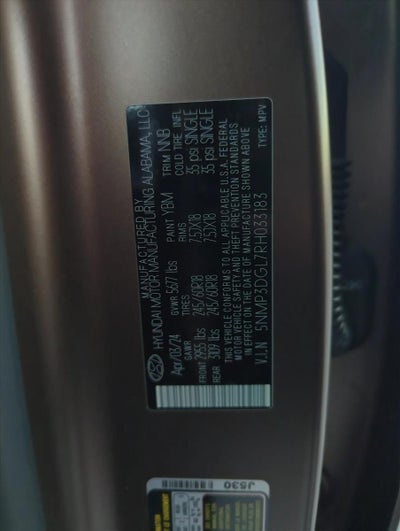 MANUFACTURED BY
HYUNDAI MOTOR MANUFACTURING ALABAMA, LLC
Apr/03/24 GVWR 5617 lbs PAINT YBM TRIM NNB
GAWR TIRES RIMS COLD TIRE INFL
FRONT 2955 lbs 245/60R18 7.5JX18 35 psi SINGLE
REAR 3109 lbs 245/60R18 7.5JX18 35 psi SINGLE
THIS VEHICLE CONFORMS TO ALL APPLICABLE U.S.A. FEDERAL
MOTOR VEHICLE SAFETY AND THEFT PREVENTION STANDARDS
IN EFFECT ON THE DATE OF MANUFACTURE SHOWN ABOVE
V.I.N 5NMP3DGL7RH033183 TYPE: MPV
J530